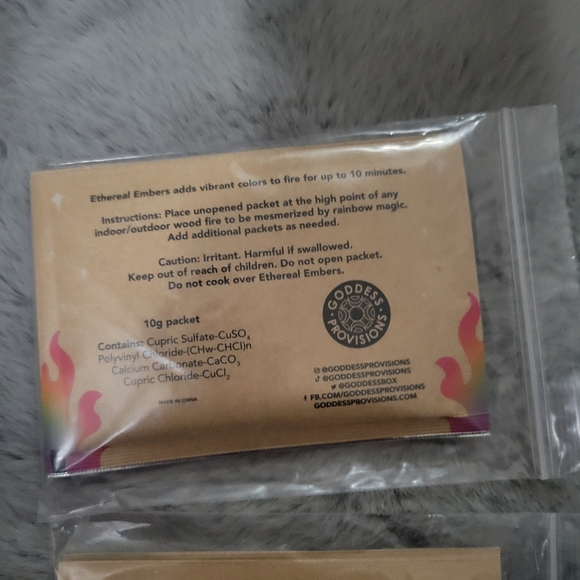 Ethereal Embers adds vibrant colors to fire for up to 10 minutes.
Instructions: Place unopened packet at the high point of any
indoor/outdoor wood fire to be mesmerized by rainbow magic.
Add additional packets as needed.
Caution: Irritant. Harmful if swallowed.
Keep out of reach of children. Do not open packet.
Do not cook over Ethereal Embers.
10g packet
Contains: Cupric Sulfate-CuSO₄
Polyvinyl Chloride-(CHw-CHCl)n
Calcium Carbonate-CaCO₃
Cupric Chloride-CuCl₂
MADE IN CHINA
GODDESS
PROVISIONS
@GODDESSPROVISIONS
@GODDESSPROVISIONS
@GODDESSBOX
FB.COM/GODDESSPROVISIONS
GODDESSPROVISIONS.COM